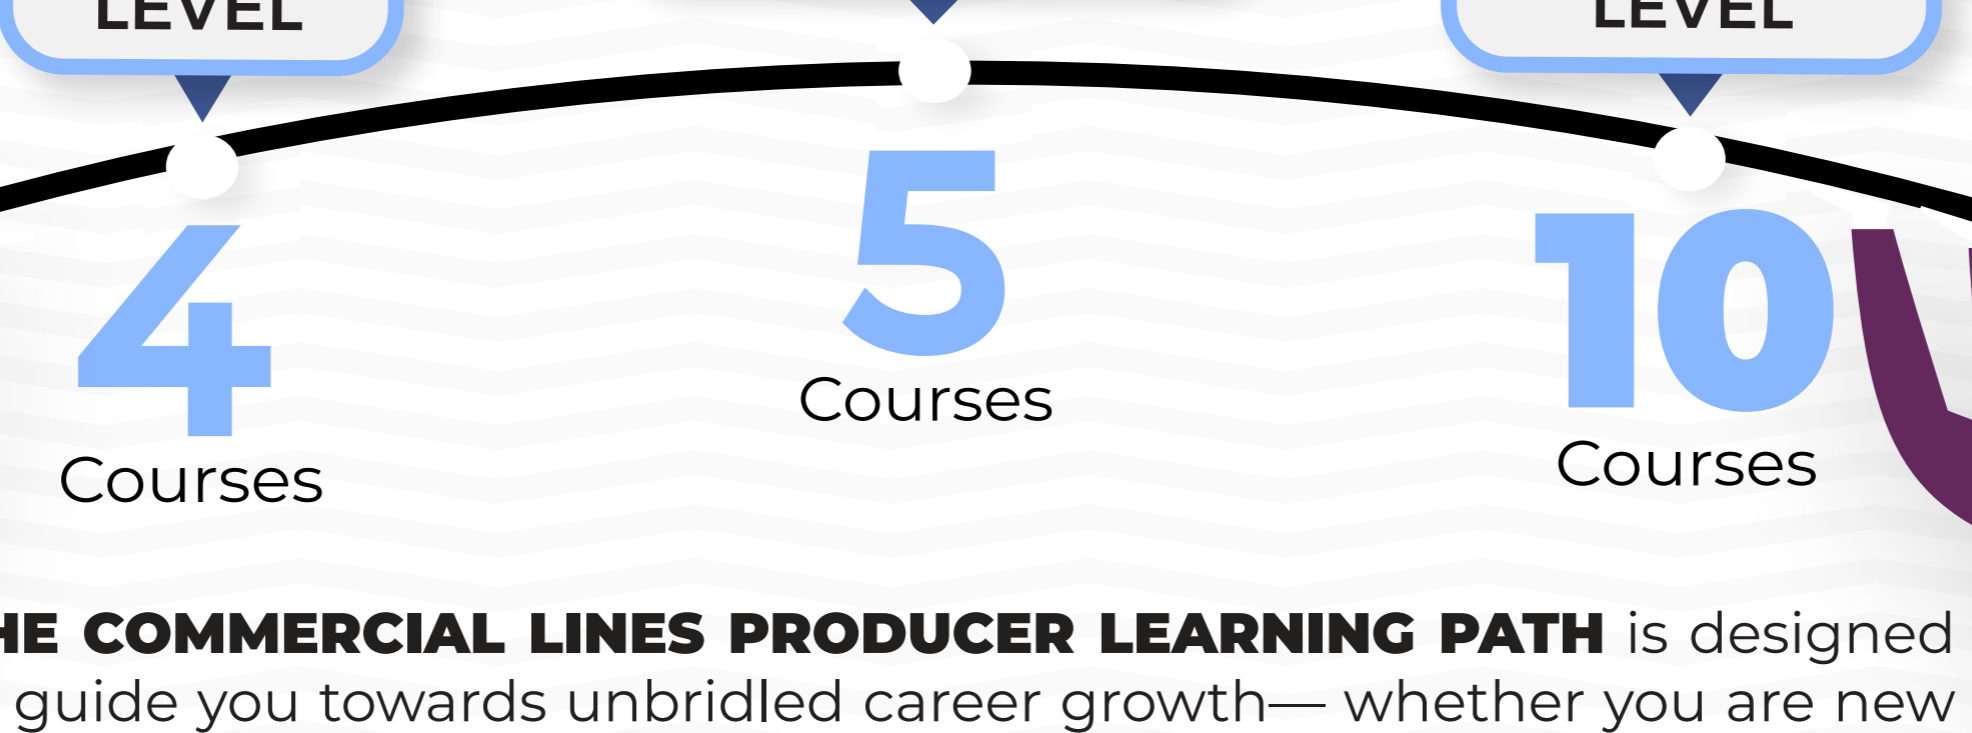 LEVEL
LEVEL
4
Courses
5
Courses
10
Courses
HE COMMERCIAL LINES PRODUCER LEARNING PATH is designed
guide you towards unbridled career growth— whether you are new